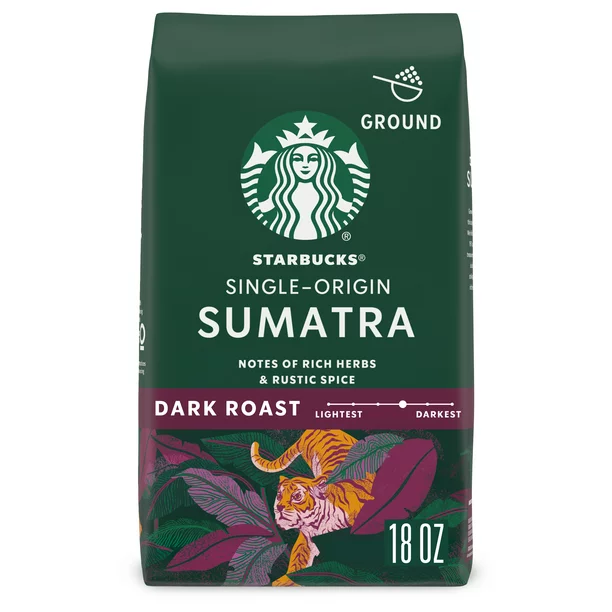 GROUND
STARBUCKS®
SINGLE-ORIGIN
SUMATRA
NOTES OF RICH HERBS
& RUSTIC SPICE
DARK ROAST
LIGHTEST DARKEST
18 OZ